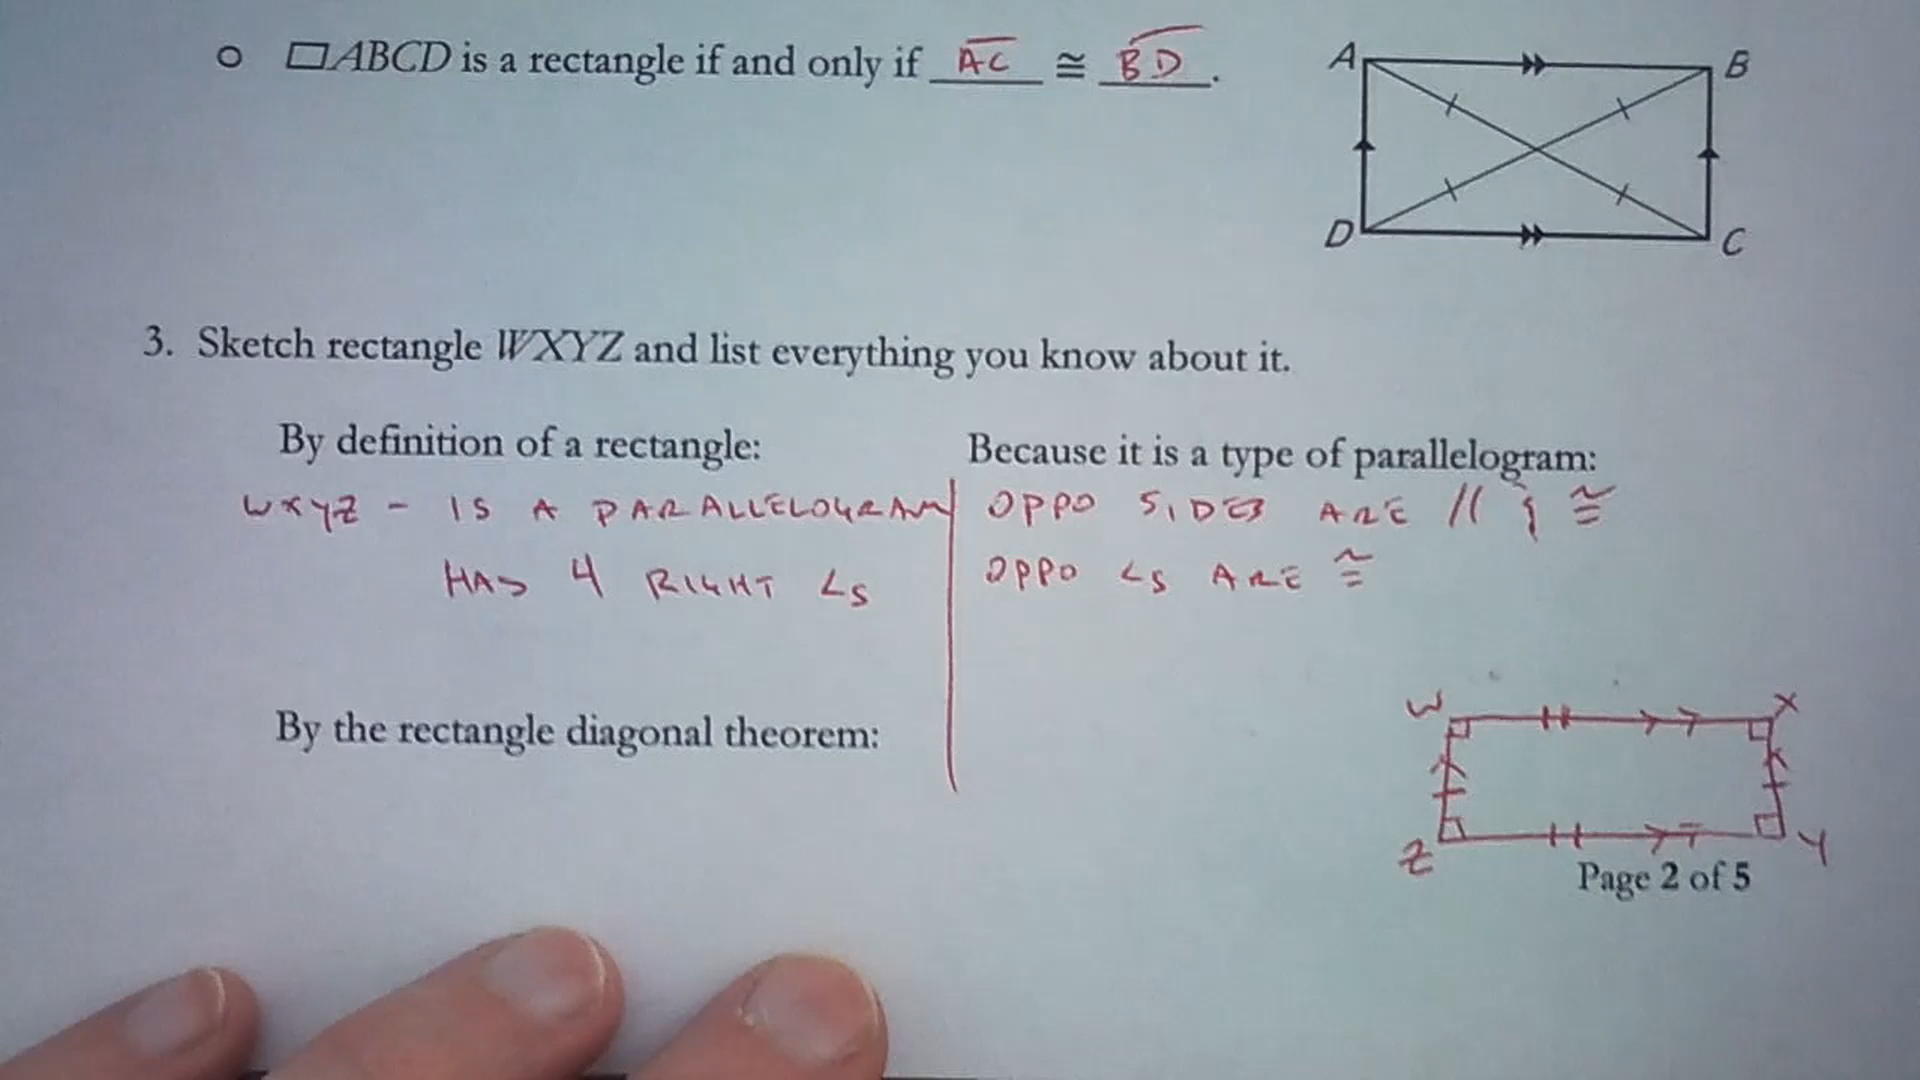 ○ ▱ABCD is a rectangle if and only if AC ≅ BD.
A
B
D
C
3. Sketch rectangle WXYZ and list everything you know about it.
By definition of a rectangle:
WXYZ - IS A PARALLELOGRAM
HAS 4 RIGHT ∠S
Because it is a type of parallelogram:
OPPO SIDES ARE // & ≅
OPPO ∠S ARE ≅
By the rectangle diagonal theorem:
W
X
Z
Y
Page 2 of 5